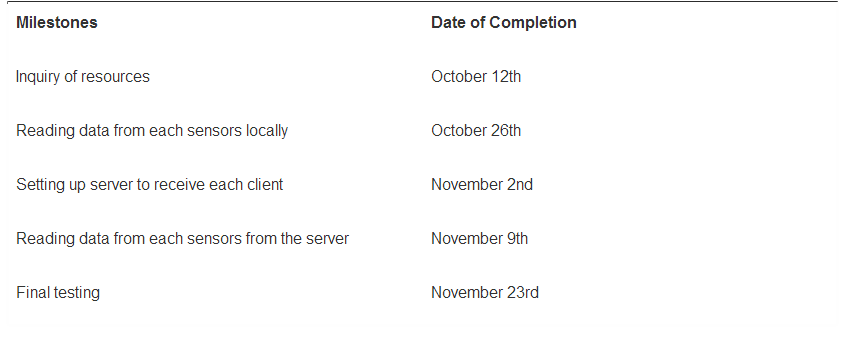 Milestones Date of Completion
Inquiry of resources October 12th
Reading data from each sensors locally October 26th
Setting up server to receive each client November 2nd
Reading data from each sensors from the server November 9th
Final testing November 23rd